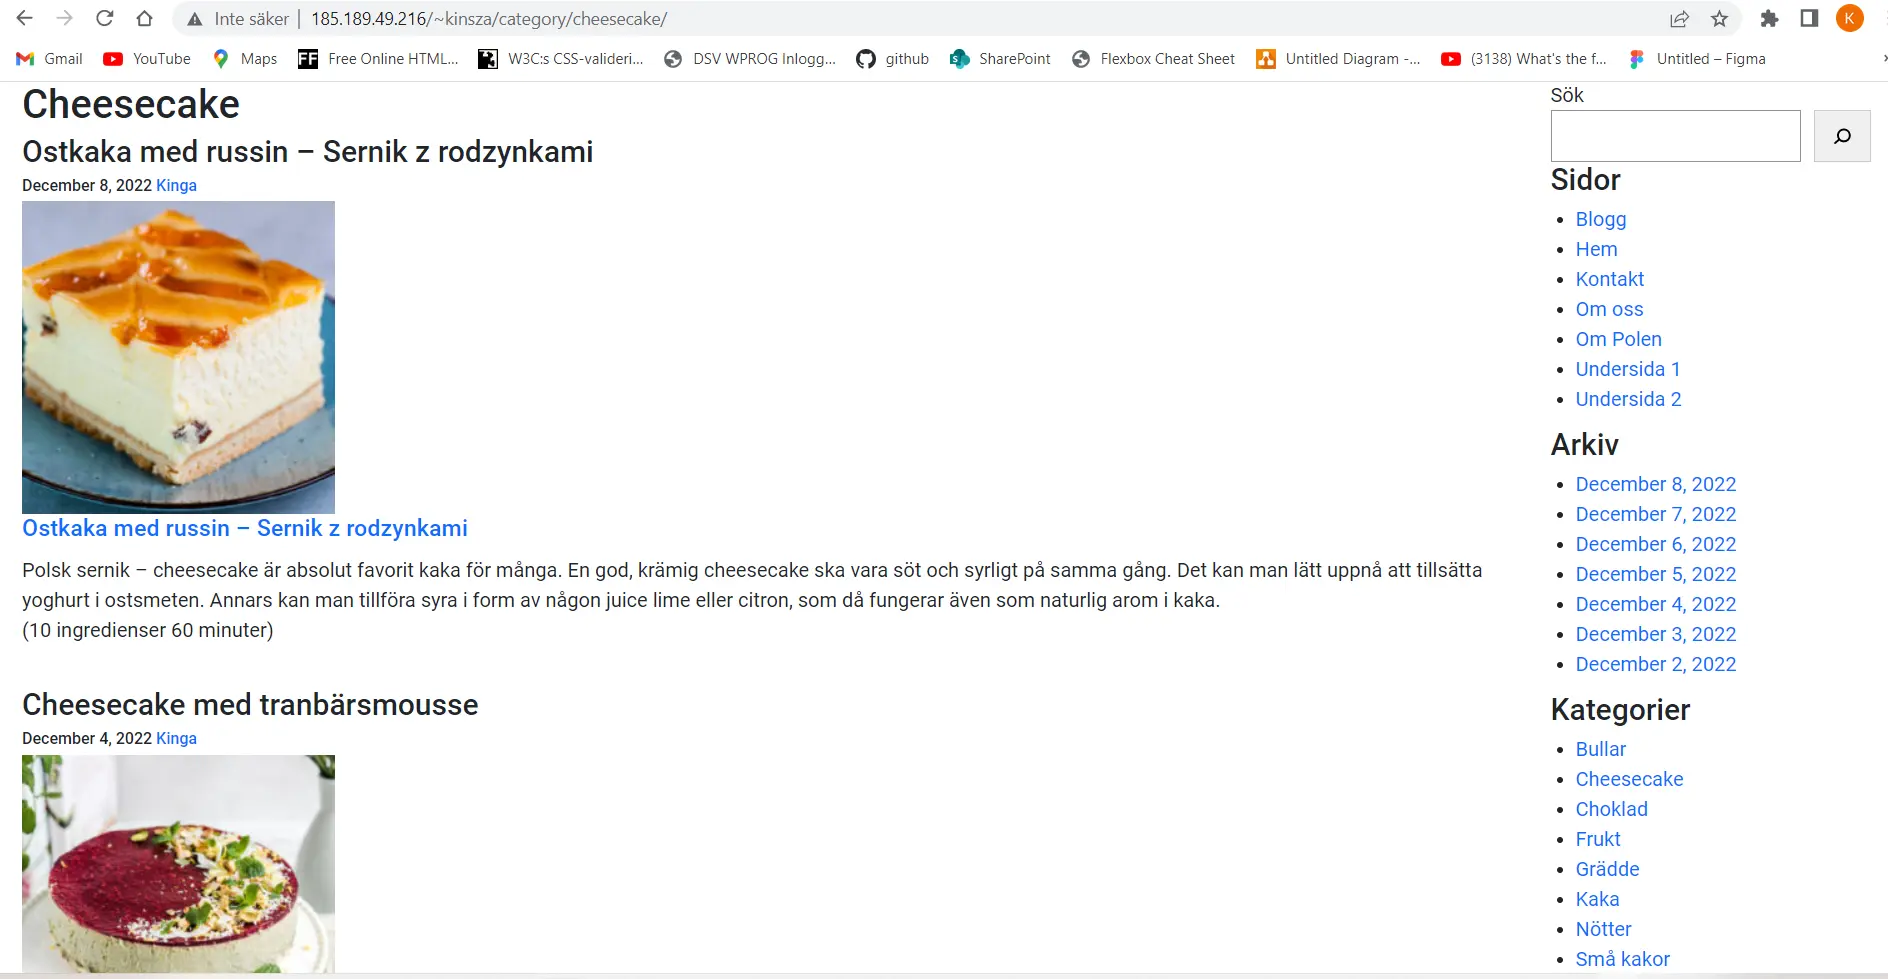 Inte säker | 185.189.49.216/~kinsza/category/cheesecake/
K
Gmail YouTube Maps FF Free Online HTML... W3C:s CSS-valideri... DSV WPROG Inlogg... github SharePoint Flexbox Cheat Sheet Untitled Diagram -... (3138) What's the f... Untitled – Figma
Cheesecake
Ostkaka med russin – Sernik z rodzynkami
December 8, 2022 Kinga
Ostkaka med russin – Sernik z rodzynkami
Polsk sernik – cheesecake är absolut favorit kaka för många. En god, krämig cheesecake ska vara söt och syrligt på samma gång. Det kan man lätt uppnå att tillsätta
yoghurt i ostsmeten. Annars kan man tillföra syra i form av någon juice lime eller citron, som då fungerar även som naturlig arom i kaka.
(10 ingredienser 60 minuter)
Cheesecake med tranbärsmousse
December 4, 2022 Kinga
Sök
Sidor
Blogg
Hem
Kontakt
Om oss
Om Polen
Undersida 1
Undersida 2
Arkiv
December 8, 2022
December 7, 2022
December 6, 2022
December 5, 2022
December 4, 2022
December 3, 2022
December 2, 2022
Kategorier
Bullar
Cheesecake
Choklad
Frukt
Grädde
Kaka
Nötter
Små kakor